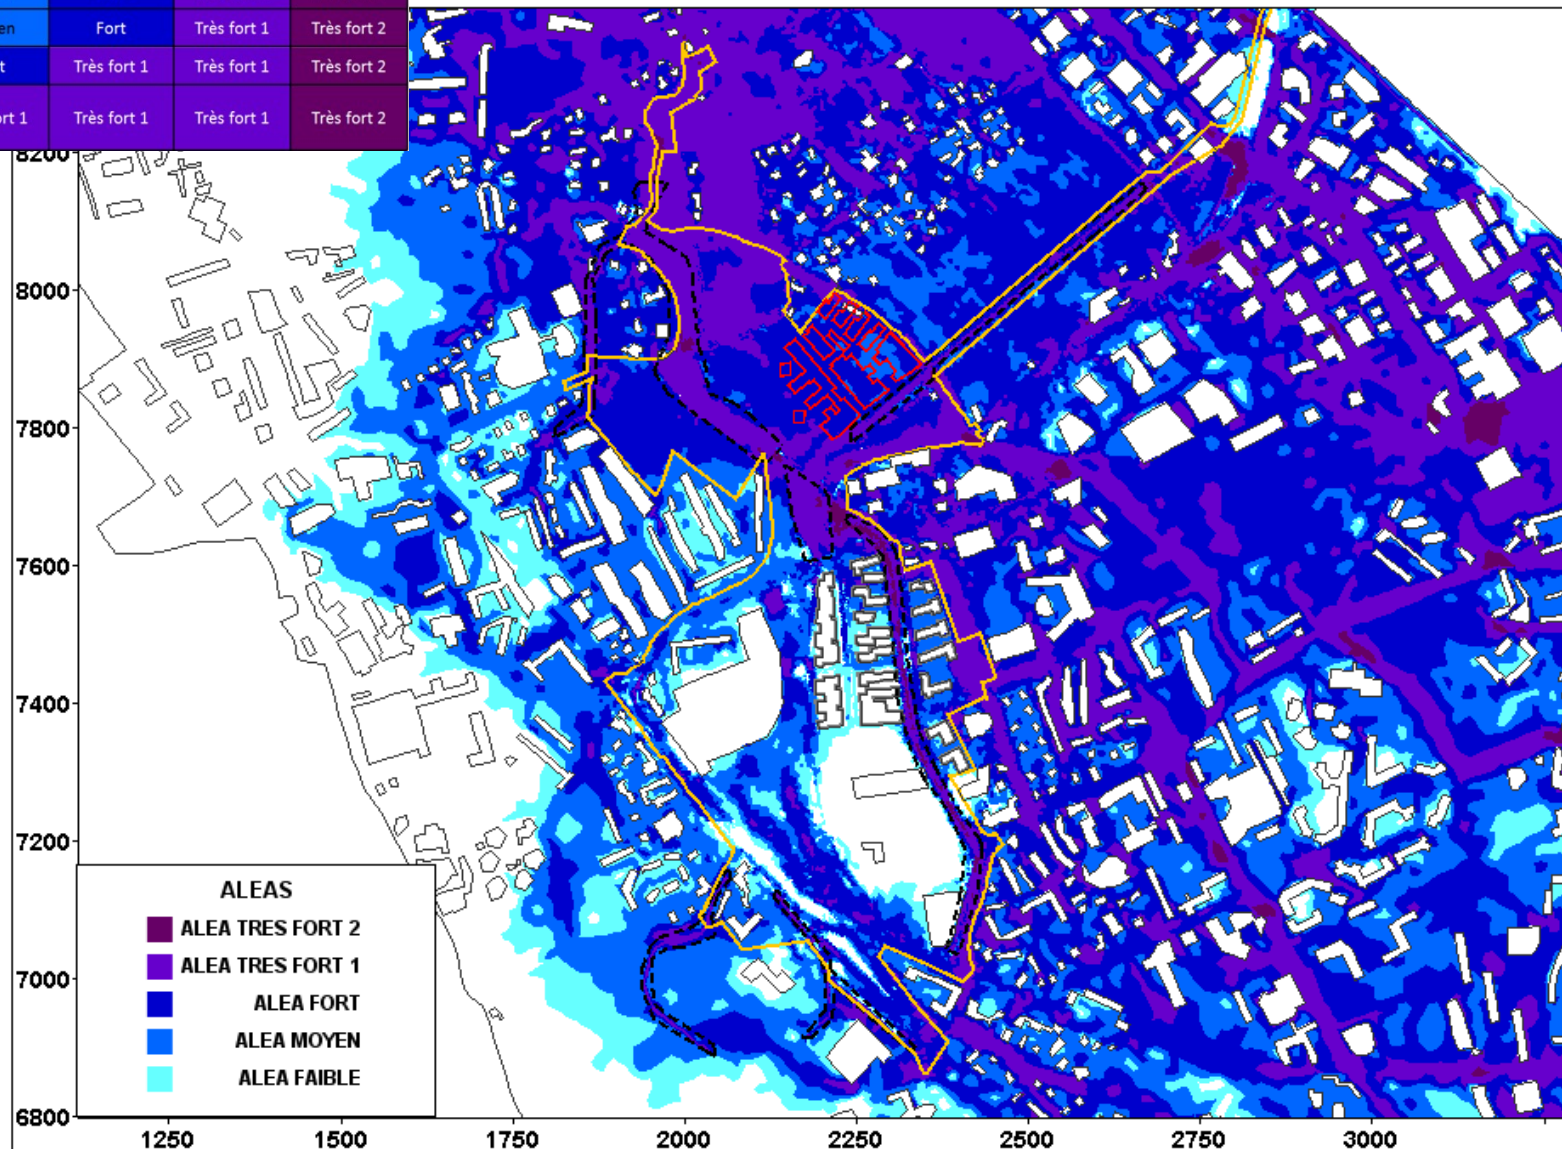 Fort Très fort 1 Très fort 2
Très fort 1 Très fort 1 Très fort 2
Très fort 1 Très fort 1 Très fort 2
8200
8000
7800
7600
7400
7200
7000
6800
ALEAS
ALEA TRES FORT 2
ALEA TRES FORT 1
ALEA FORT
ALEA MOYEN
ALEA FAIBLE
1250 1500 1750 2000 2250 2500 2750 3000